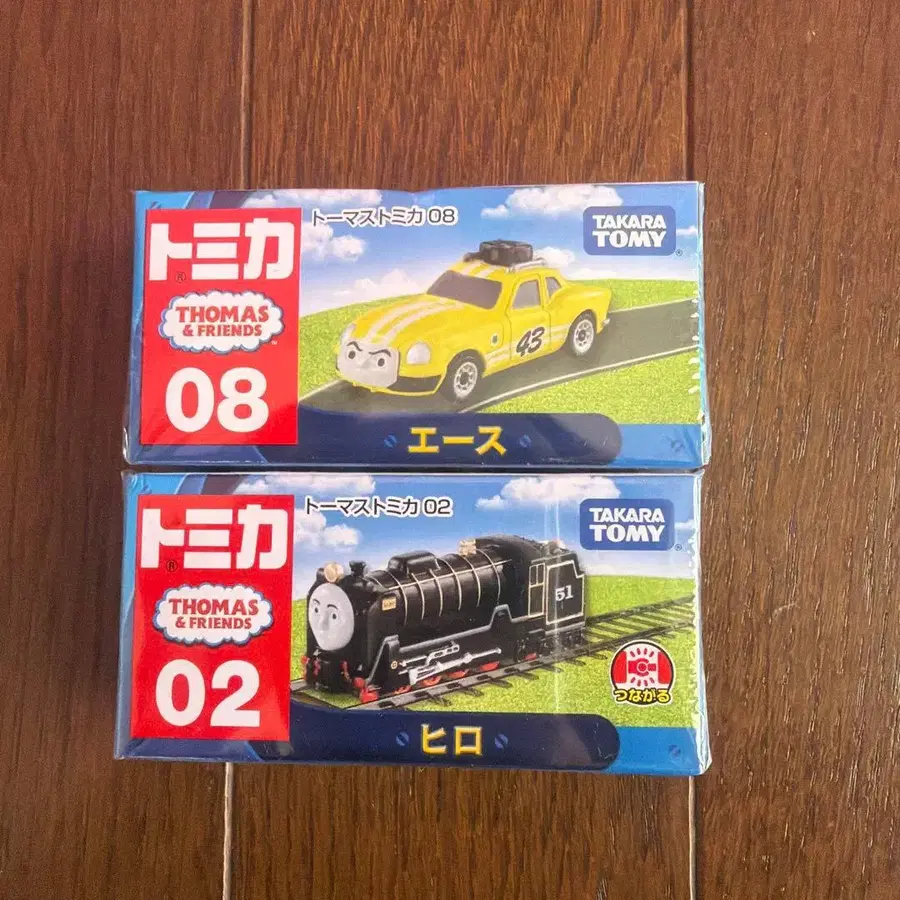 トーマストミカ 08
TAKARA
TOMY
®
トミカ
®
THOMAS
& FRIENDS
™
08
43
エース
トーマストミカ 02
TAKARA
TOMY
®
トミカ
®
THOMAS
& FRIENDS
™
02
51
つながる
ヒロ